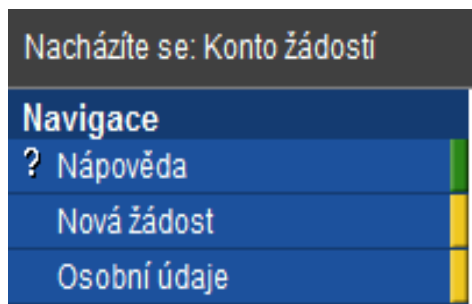 Nacházíte se: Konto žádostí
Navigace
? Nápověda
Nová žádost
Osobní údaje